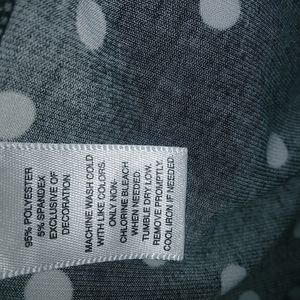 95% POLYESTER
5% SPANDEX
EXCLUSIVE OF
DECORATION
MACHINE WASH COLD
WITH LIKE COLORS.
ONLY NON-
CHLORINE BLEACH
WHEN NEEDED.
TUMBLE DRY LOW.
REMOVE PROMPTLY.
COOL IRON, IF NEEDED.